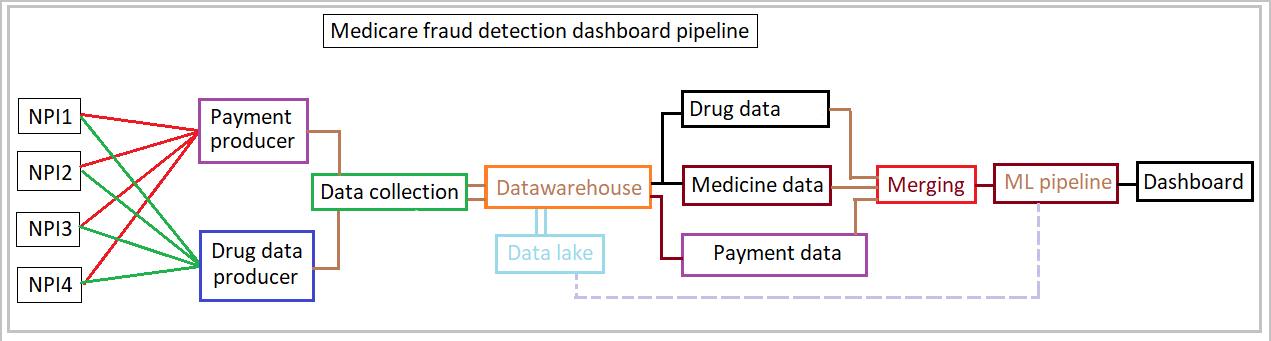 Medicare fraud detection dashboard pipeline
NPI1
NPI2
NPI3
NPI4
Payment
producer
Drug data
producer
Data collection
Datawarehouse
Data lake
Drug data
Medicine data
Payment data
Merging
ML pipeline
Dashboard